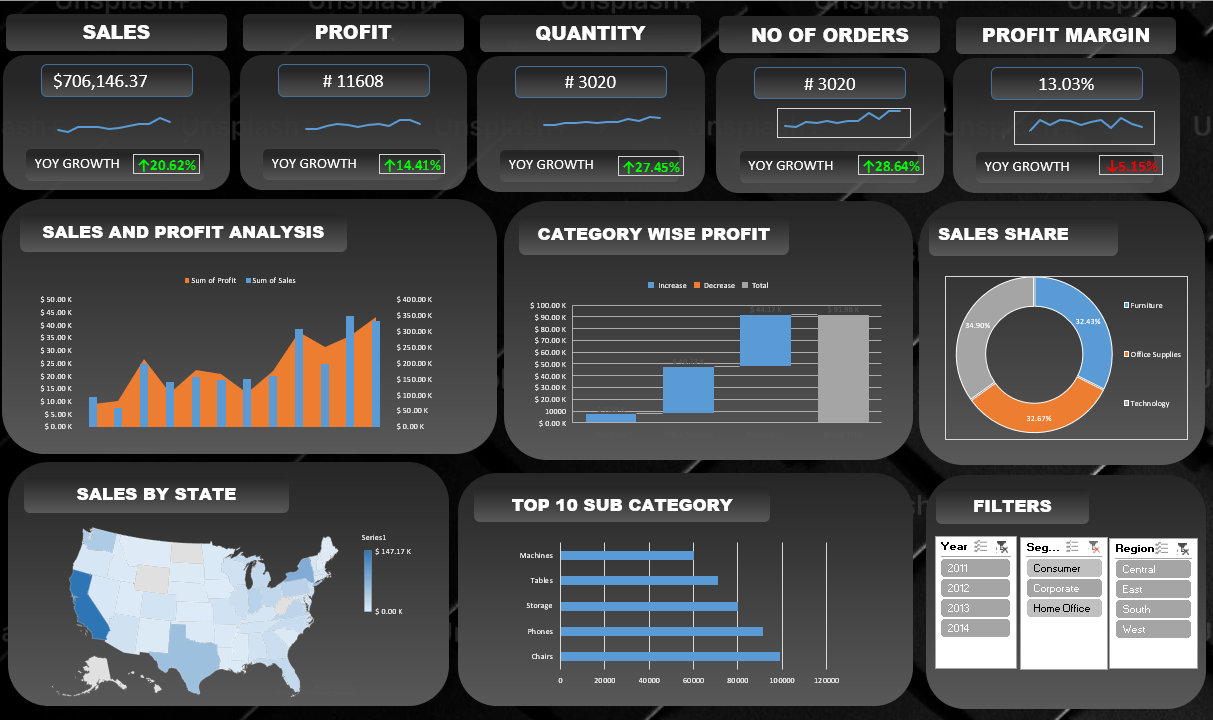 SALES
PROFIT
QUANTITY
NO OF ORDERS
PROFIT MARGIN
$706,146.37
# 11608
# 3020
# 3020
13.03%
YOY GROWTH ↑20.62%
YOY GROWTH ↑14.41%
YOY GROWTH ↑27.45%
YOY GROWTH ↑28.64%
YOY GROWTH ↓5.15%
SALES AND PROFIT ANALYSIS
Sum of Profit Sum of Sales
$ 50.00 K
$ 45.00 K
$ 40.00 K
$ 35.00 K
$ 30.00 K
$ 25.00 K
$ 20.00 K
$ 15.00 K
$ 10.00 K
$ 5.00 K
$ 0.00 K
$ 400.00 K
$ 350.00 K
$ 300.00 K
$ 250.00 K
$ 200.00 K
$ 150.00 K
$ 100.00 K
$ 50.00 K
$ 0.00 K
CATEGORY WISE PROFIT
Increase Decrease Total
$ 100.00 K
$ 90.00 K
$ 80.00 K
$ 70.00 K
$ 60.00 K
$ 50.00 K
$ 40.00 K
$ 30.00 K
$ 20.00 K
10000
$ 0.00 K
SALES SHARE
34.90%
32.43%
32.67%
Furniture
Office Supplies
Technology
SALES BY STATE
Series1
$ 147.17 K
$ 0.00 K
TOP 10 SUB CATEGORY
Machines
Tables
Storage
Phones
Chairs
0 20000 40000 60000 80000 100000 120000
FILTERS
Year
2011
2012
2013
2014
Seg...
Consumer
Corporate
Home Office
Region
Central
East
South
West